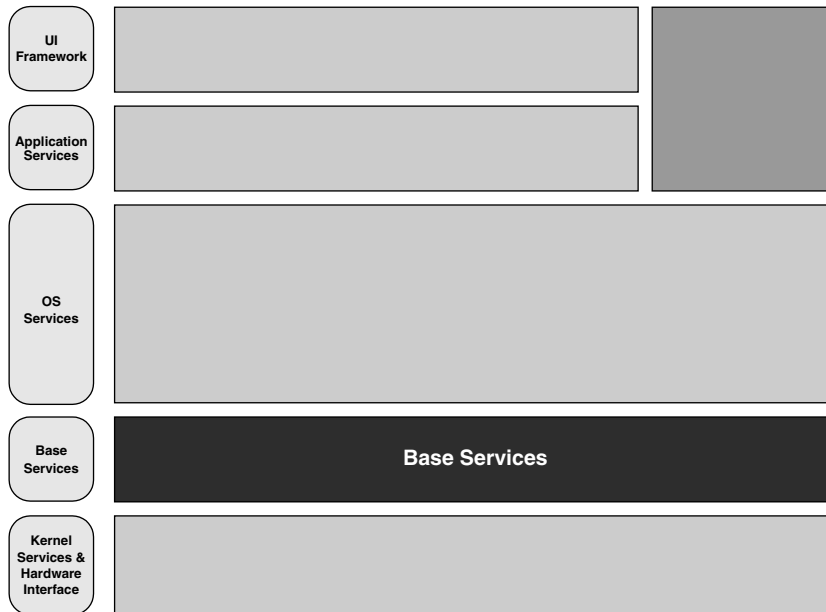 UI
Framework
Application
Services
OS
Services
Base
Services
Base Services
Kernel
Services &
Hardware
Interface